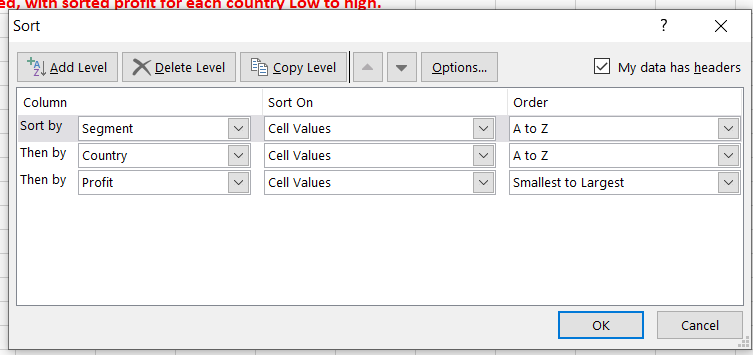 ed, with sorted profit for each country Low to high.
Sort
? 
Add Level Delete Level Copy Level Options... My data has headers
Column Sort On Order
Sort by Segment Cell Values A to Z
Then by Country Cell Values A to Z
Then by Profit Cell Values Smallest to Largest
OK Cancel